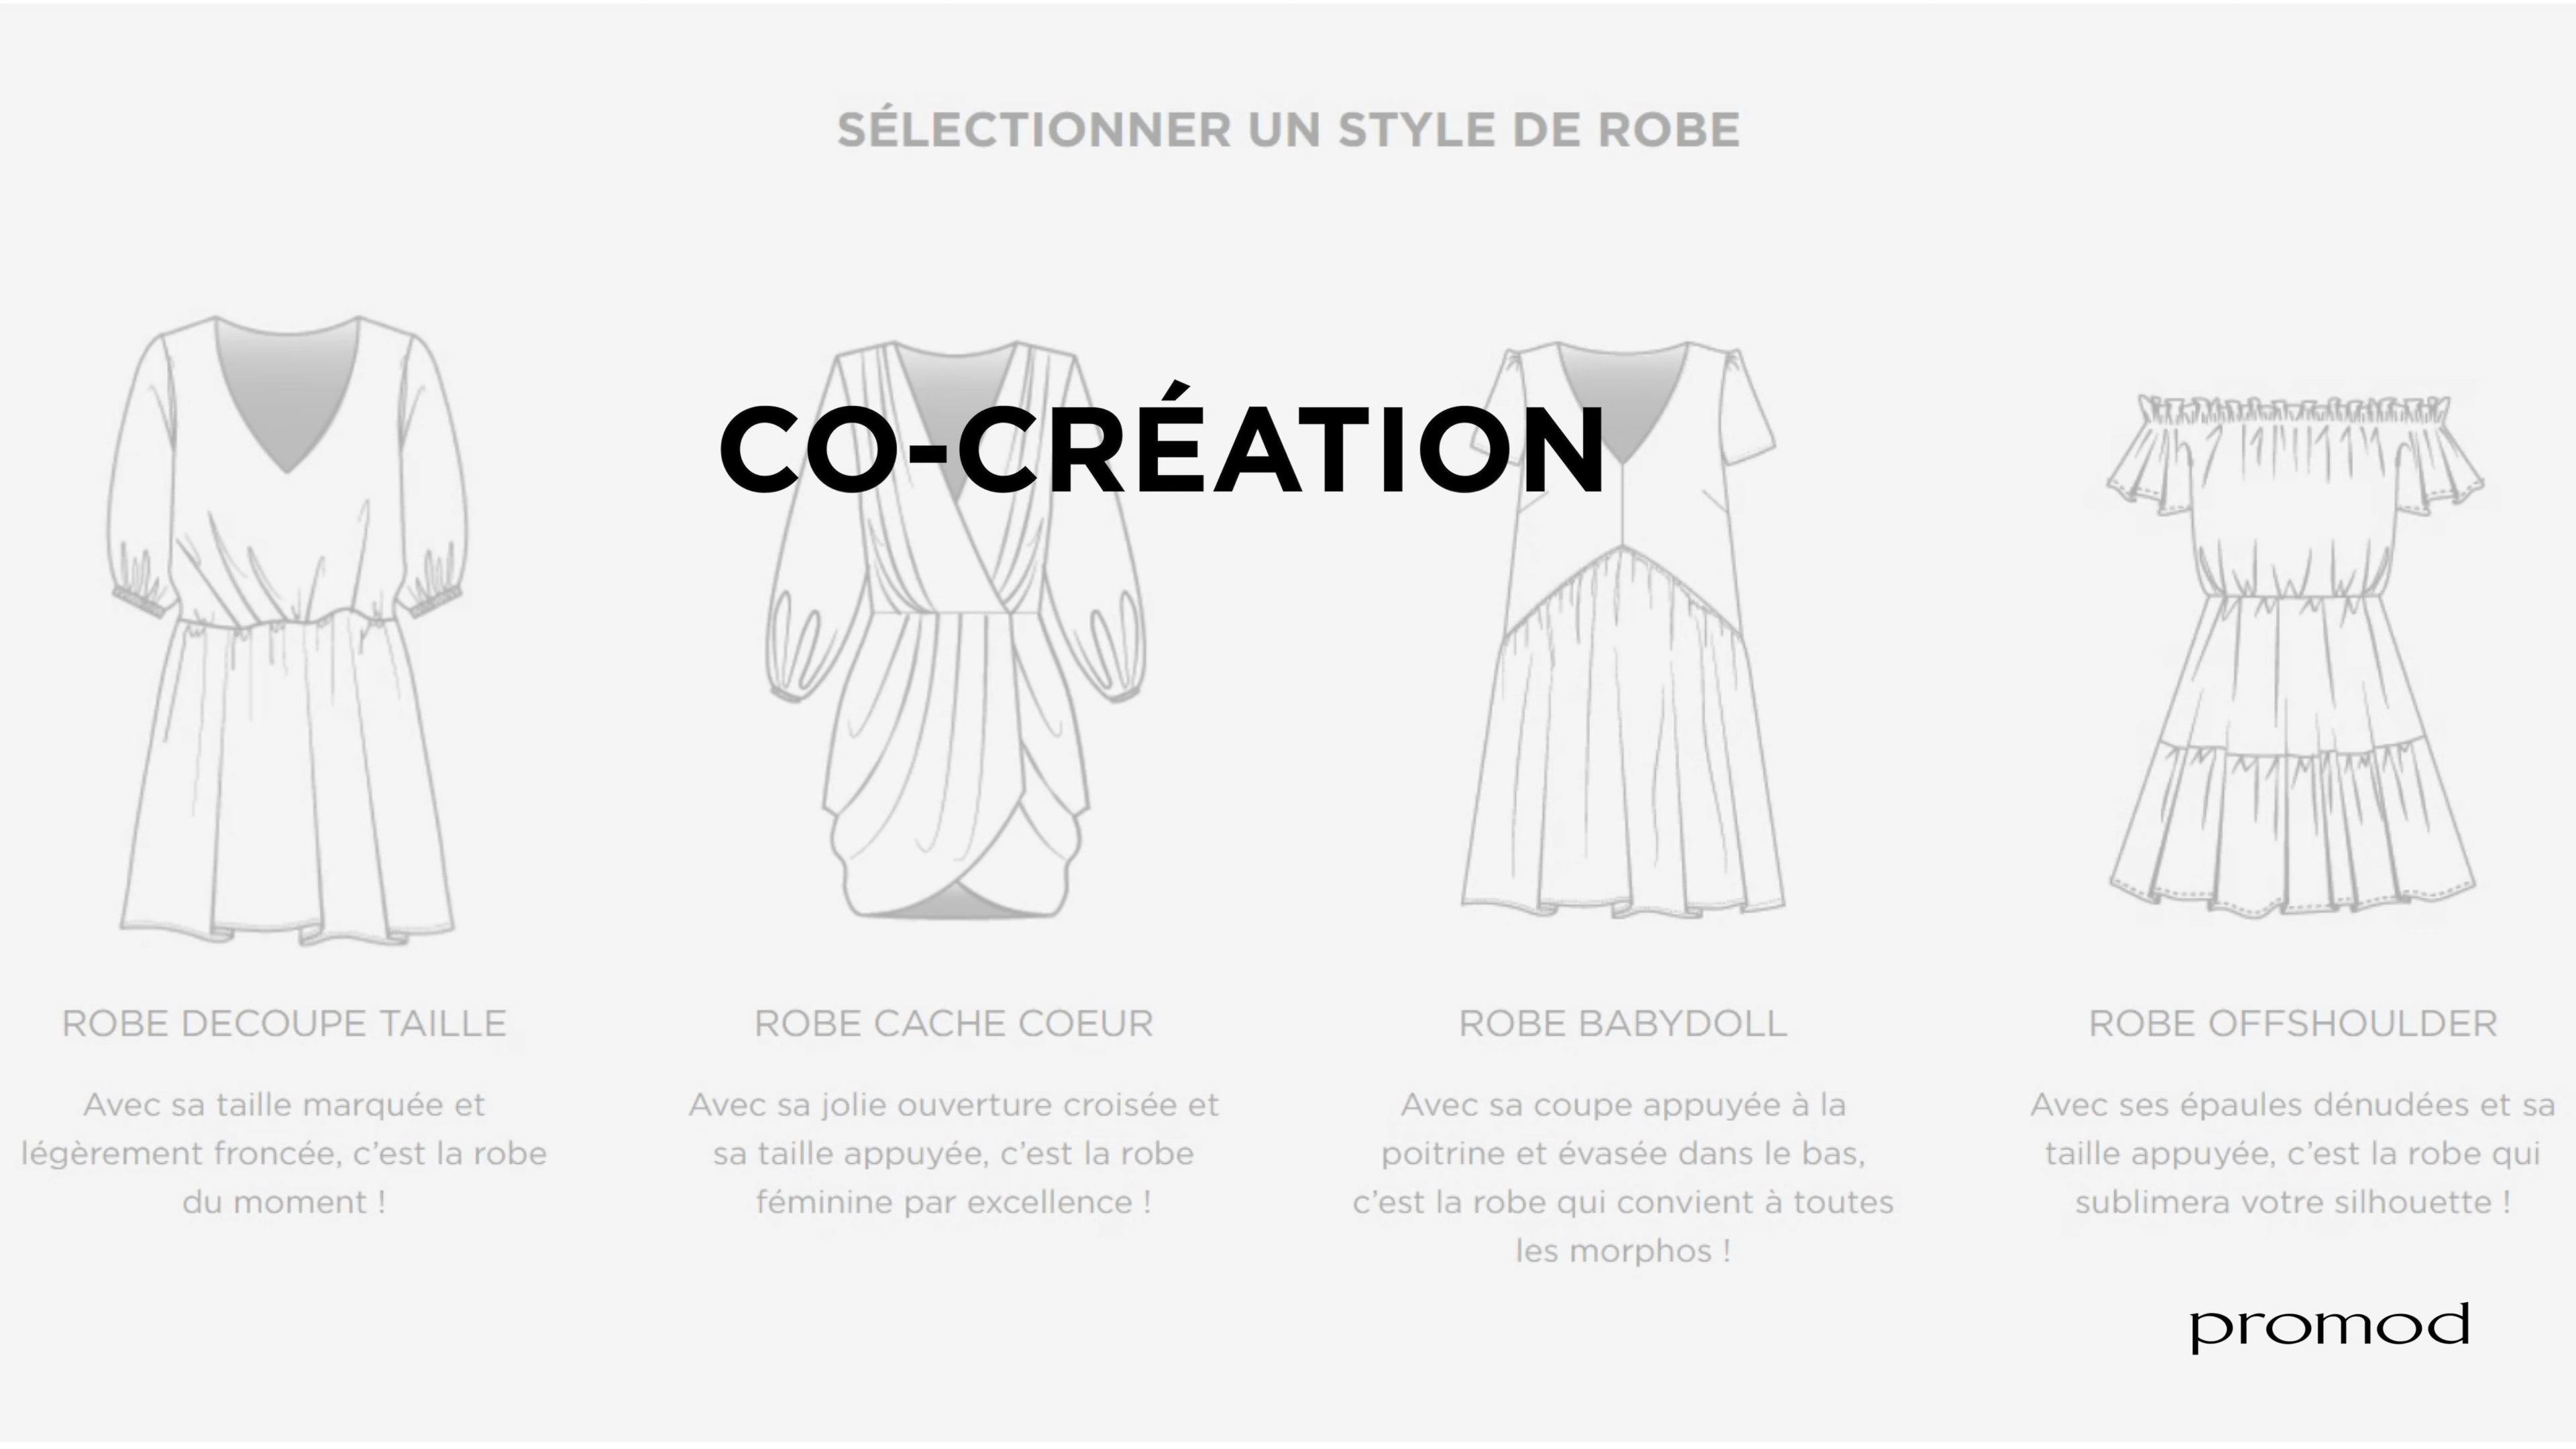 SÉLECTIONNER UN STYLE DE ROBE
CO-CRÉATION
ROBE DECOUPE TAILLE
Avec sa taille marquée et
légèrement froncée, c'est la robe
du moment !
ROBE CACHE COEUR
Avec sa jolie ouverture croisée et
sa taille appuyée, c'est la robe
féminine par excellence !
ROBE BABYDOLL
Avec sa coupe appuyée à la
poitrine et évasée dans le bas,
c'est la robe qui convient à toutes
les morphos !
ROBE OFFSHOULDER
Avec ses épaules dénudées et sa
taille appuyée, c'est la robe qui
sublimera votre silhouette !
promod